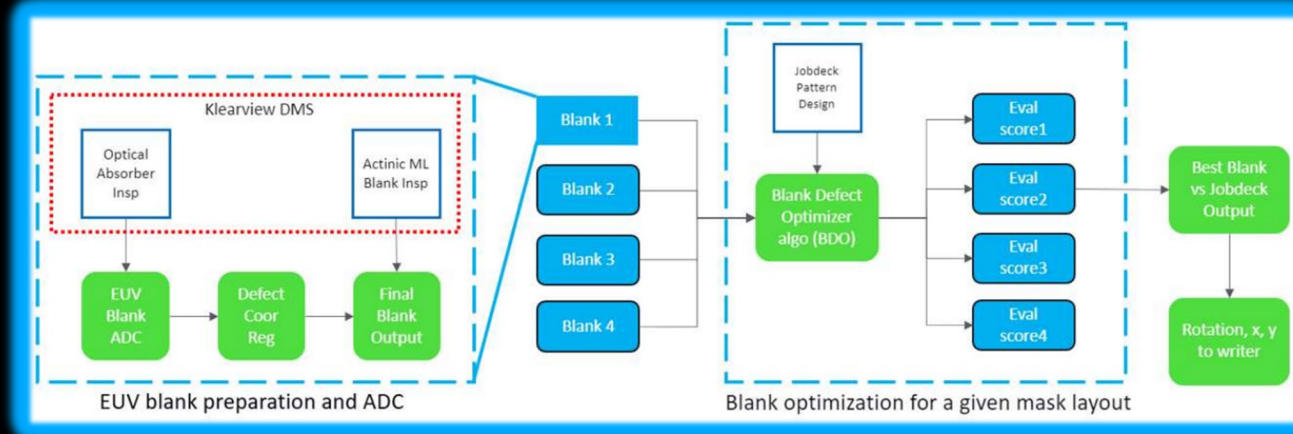 Klearview DMS
Optical
Absorber
Insp
Actinic ML
Blank Insp
EUV
Blank
ADC
Defect
Coor
Reg
Final
Blank
Output
EUV blank preparation and ADC
Blank 1
Blank 2
Blank 3
Blank 4
Jobdeck
Pattern
Design
Blank Defect
Optimizer
algo (BDO)
Eval
score1
Eval
score2
Eval
score3
Eval
score4
Blank optimization for a given mask layout
Best Blank
vs Jobdeck
Output
Rotation, x, y
to writer